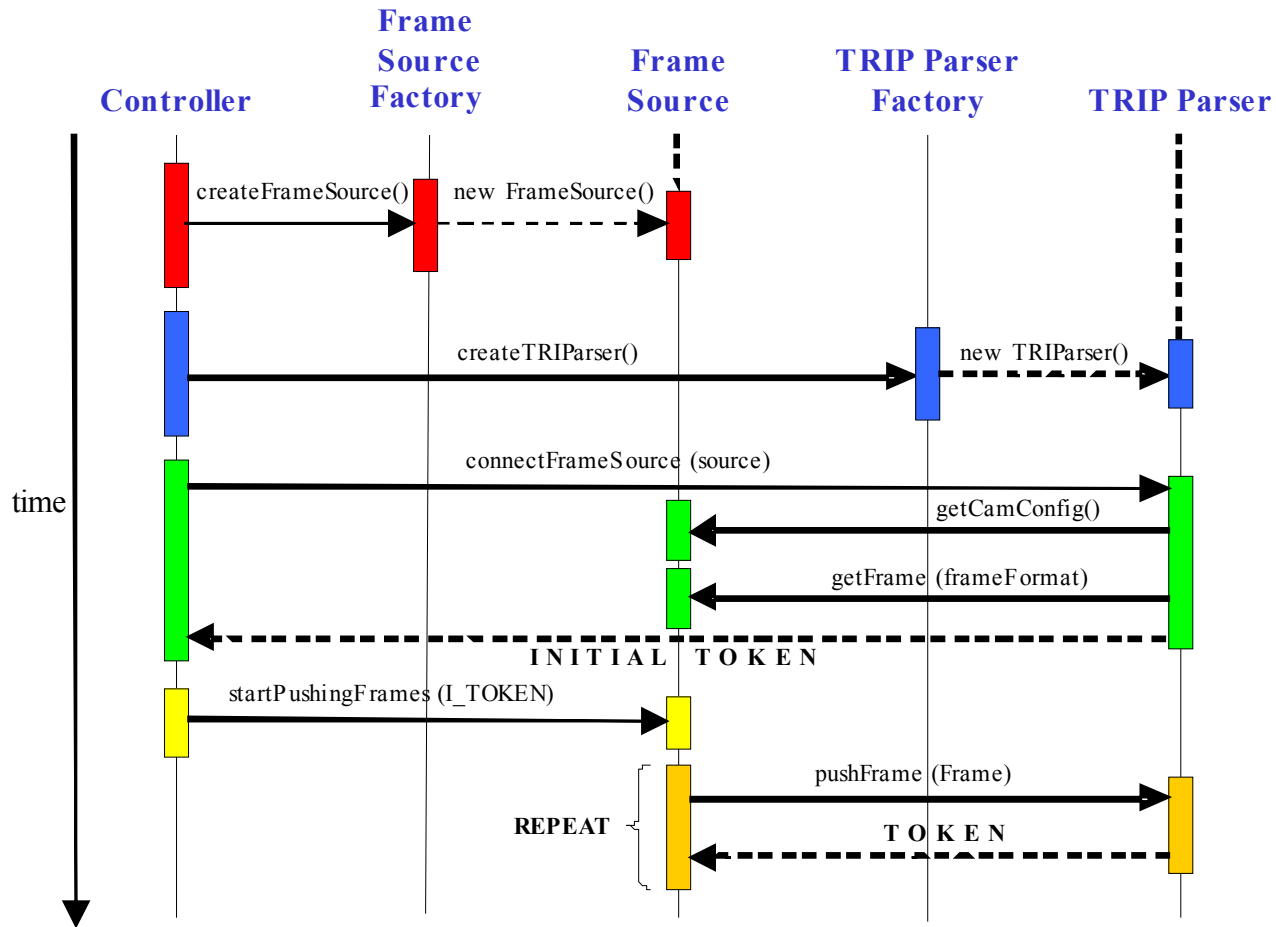 Frame
Source
Factory
Frame
Source
TRIP Parser
Factory
Controller
TRIP Parser
createFrameSource()
new FrameSource()
createTRIParser()
new TRIParser()
connectFrameSource (source)
time
getCamConfig()
getFrame (frameFormat)
INITIAL TOKEN
startPushingFrames (I_TOKEN)
pushFrame (Frame)
REPEAT
TOKEN